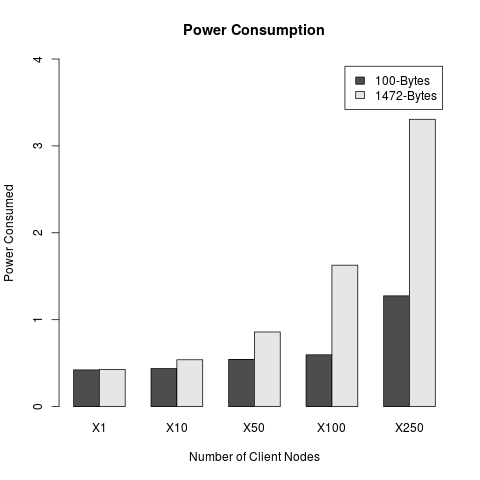 Power Consumption
100-Bytes
1472-Bytes
Power Consumed
4
3
2
1
0
X1 X10 X50 X100 X250
Number of Client Nodes